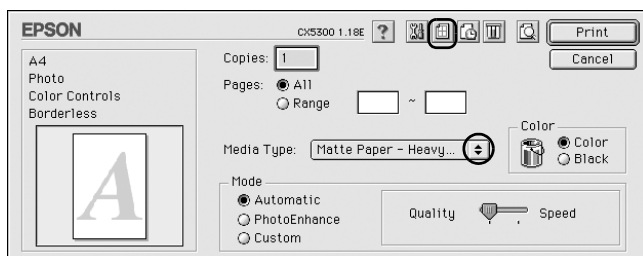 EPSON
CX5300 1.18E
?
Print
Cancel
A4
Photo
Color Controls
Borderless
A
Copies: 1
Pages: All
Range ~
Media Type: Matte Paper - Heavy...
Color
Color
Black
Mode
Automatic
PhotoEnhance
Custom
Quality Speed